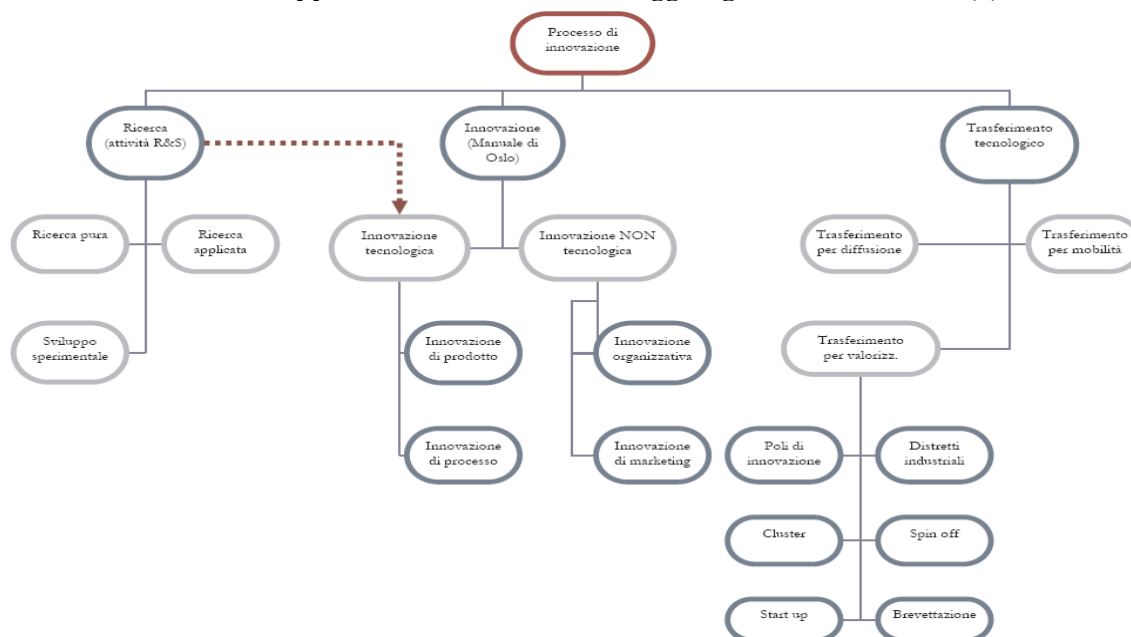 Processo di
innovazione
Ricerca
(attività R&S)
Innovazione
(Manuale di
Oslo)
Trasferimento
tecnologico
Ricerca pura
Ricerca
applicata
Innovazione
tecnologica
Innovazione NON
tecnologica
Trasferimento
per diffusione
Trasferimento
per mobilità
Sviluppo
sperimentale
Innovazione
di prodotto
Innovazione
organizzativa
Trasferimento
per valorizz.
Innovazione
di processo
Innovazione
di marketing
Poli di
innovazione
Distretti
industriali
Cluster
Spin off
Start up
Brevettazione